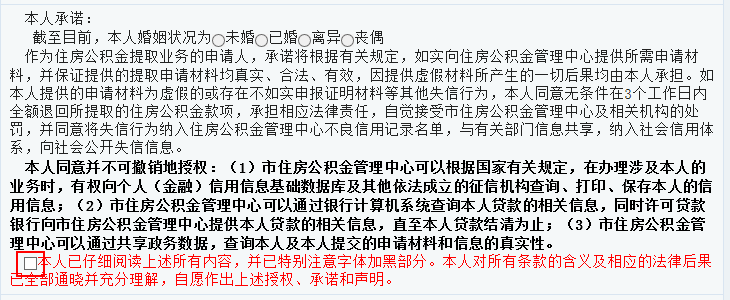 本人承诺：
截至目前，本人婚姻状况为○未婚○已婚○离异○丧偶
作为住房公积金提取业务的申请人，承诺将根据有关规定，如实向住房公积金管理中心提供所需申请材
料，并保证提供的提取申请材料均真实、合法、有效，因提供虚假材料所产生的一切后果均由本人承担。如
本人提供的申请材料为虚假的或存在不如实申报证明材料等其他失信行为，本人同意无条件在3个工作日内
全额退回所提取的住房公积金款项，承担相应法律责任，自觉接受市住房公积金管理中心及相关机构的处
罚，并同意将失信行为纳入住房公积金管理中心不良信用记录名单，与有关部门信息共享，纳入社会信用体
系，向社会公开失信信息。
本人同意并不可撤销地授权：（1）市住房公积金管理中心可以根据国家有关规定，在办理涉及本人的
业务时，有权向个人（金融）信用信息基础数据库及其他依法成立的征信机构查询、打印、保存本人的信
用信息；（2）市住房公积金管理中心可以通过银行计算机系统查询本人贷款的相关信息，同时许可贷款
银行向市住房公积金管理中心提供本人贷款的相关信息，直至本人贷款结清为止；（3）市住房公积金管
理中心可以通过共享政务数据，查询本人及本人提交的申请材料和信息的真实性。
□本人已仔细阅读上述所有内容，并已特别注意字体加黑部分。本人对所有条款的含义及相应的法律后果
已全部通晓并充分理解，自愿作出上述授权、承诺和声明。